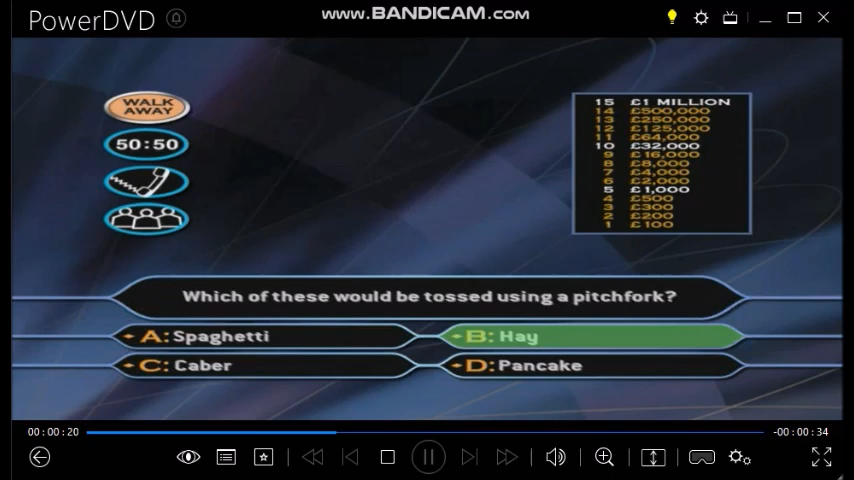 PowerDVD
www.BANDICAM.com
WALK
AWAY
50:50
15 £1 MILLION
14 £500,000
13 £250,000
12 £125,000
11 £64,000
10 £32,000
9 £16,000
8 £8,000
7 £4,000
6 £2,000
5 £1,000
4 £500
3 £300
2 £200
1 £100
Which of these would be tossed using a pitchfork?
A: Spaghetti
B: Hay
C: Caber
D: Pancake
00:00:20
-00:00:34